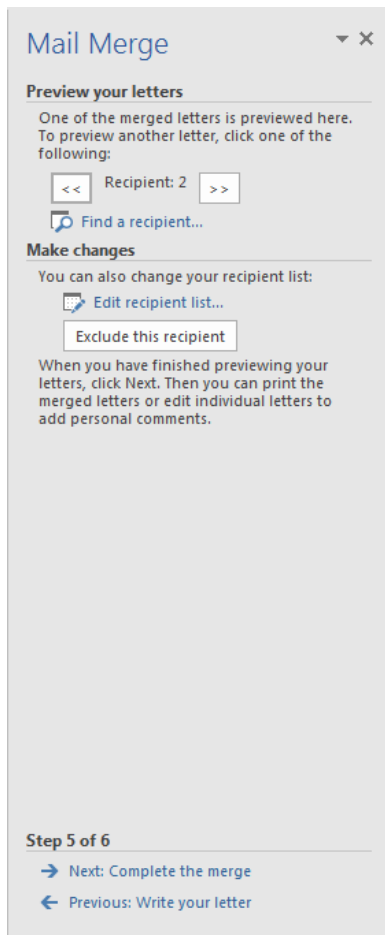 Mail Merge
Preview your letters
One of the merged letters is previewed here.
To preview another letter, click one of the
following:
<< Recipient: 2 >>
Find a recipient...
Make changes
You can also change your recipient list:
Edit recipient list...
Exclude this recipient
When you have finished previewing your
letters, click Next. Then you can print the
merged letters or edit individual letters to
add personal comments.
Step 5 of 6
Next: Complete the merge
Previous: Write your letter